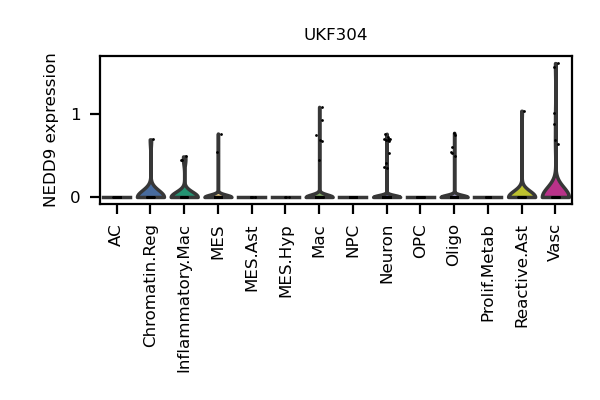 UKF304
NEDD9 expression
1
0
AC
Chromatin.Reg
Inflammatory.Mac
MES
MES.Ast
MES.Hyp
Mac
NPC
Neuron
OPC
Oligo
Prolif.Metab
Reactive.Ast
Vasc